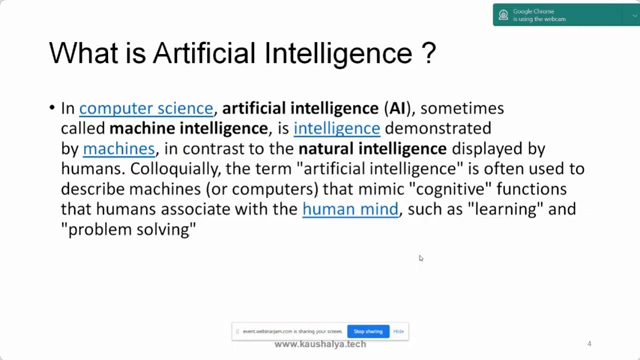 Google Chrome
is using the webcam
What is Artificial Intelligence ?
• In computer science, artificial intelligence (AI), sometimes
called machine intelligence, is intelligence demonstrated
by machines, in contrast to the natural intelligence displayed by
humans. Colloquially, the term "artificial intelligence" is often used to
describe machines (or computers) that mimic "cognitive" functions
that humans associate with the human mind, such as "learning" and
"problem solving"
event.webinarjam.com is sharing your screen. Stop sharing Hide
www.kaushalya.tech 4